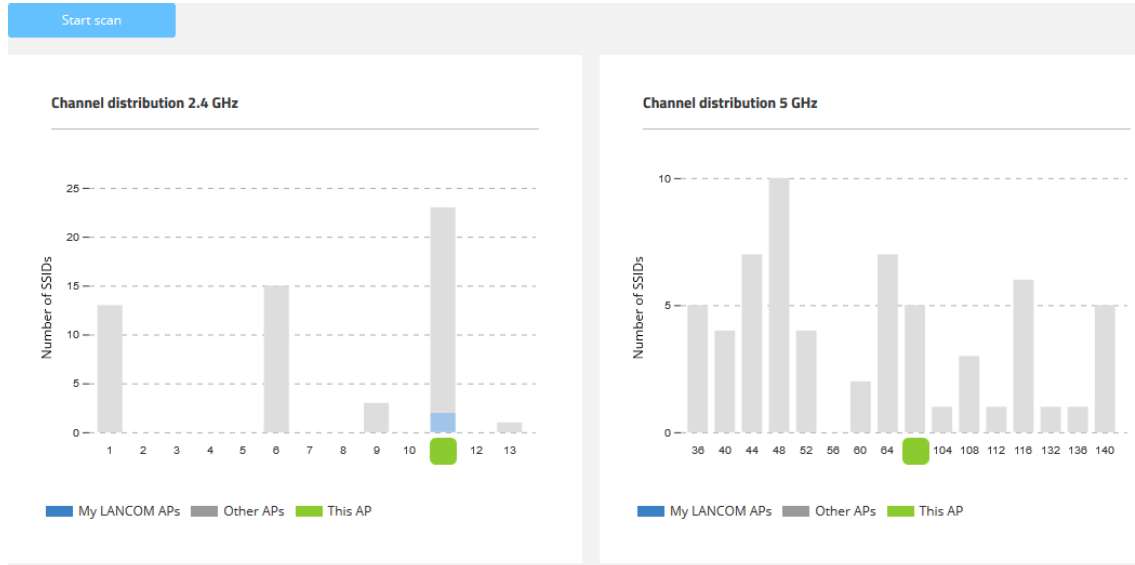 Start scan
Channel distribution 2.4 GHz
Number of SSIDs
25
20
15
10
5
0
1 2 3 4 5 6 7 8 9 10 12 13
My LANCOM APs Other APs This AP
Channel distribution 5 GHz
Number of SSIDs
10
5
0
36 40 44 48 52 56 60 64 104 108 112 116 132 136 140
My LANCOM APs Other APs This AP